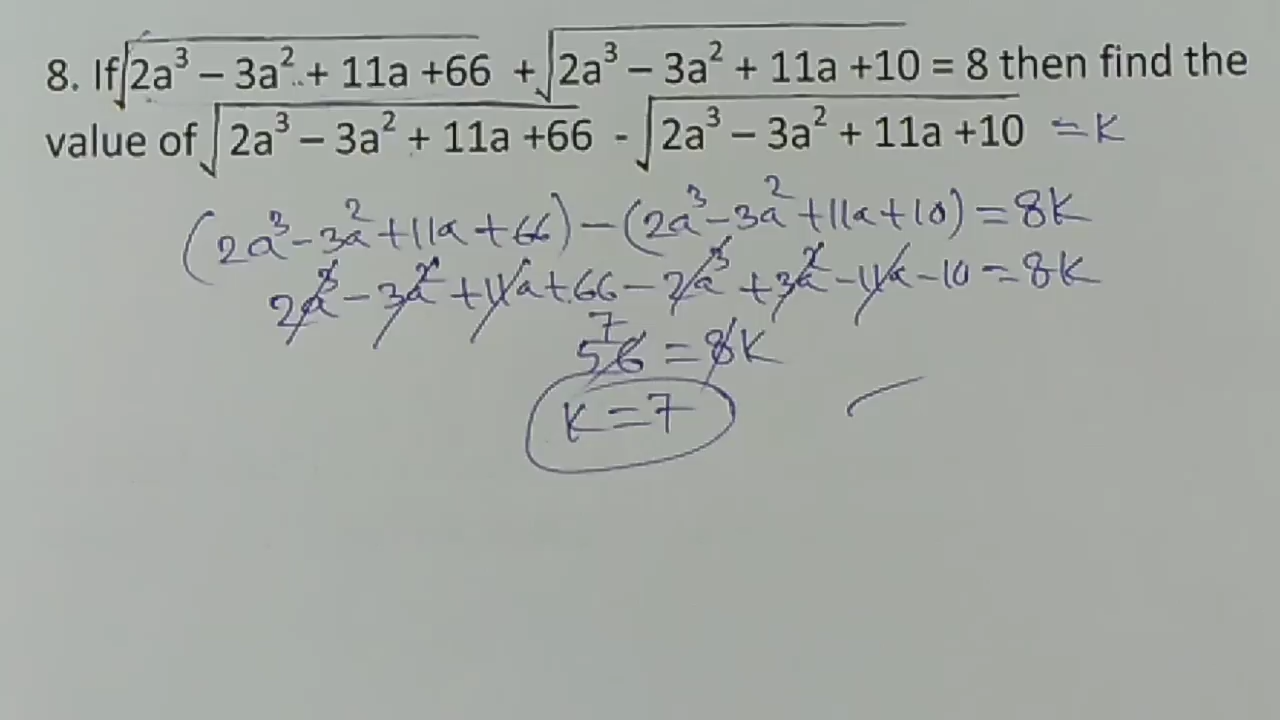 8. If √2a³ – 3a² + 11a +66 + √2a³ – 3a² + 11a +10 = 8 then find the
value of √2a³ – 3a² + 11a +66 - √2a³ – 3a² + 11a +10 = K
(2a³ - 3a² + 11a + 66) - (2a³ - 3a² + 11a + 10) = 8K
2a³ - 3a² + 11a + 66 - 2a³ + 3a² - 11a - 10 = 8K
7
56 = 8K
K = 7